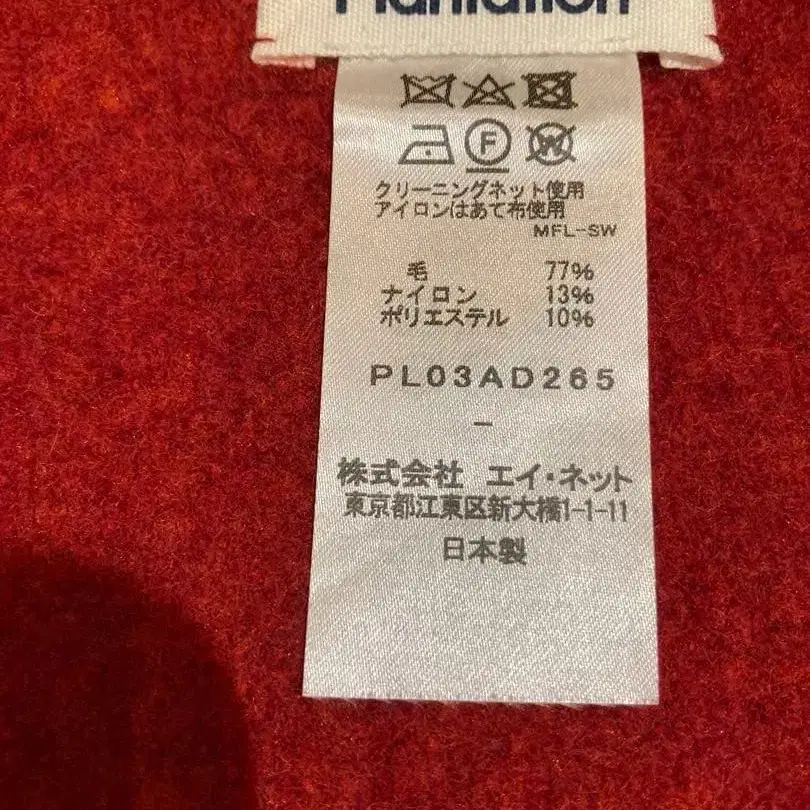 Plantation
F
W
クリーニングネット使用
アイロンはあて布使用
MFL-SW
毛 77%
ナイロン 13%
ポリエステル 10%
PL03AD265
-
株式会社 エイ・ネット
東京都江東区新大橋1-1-11
日本製